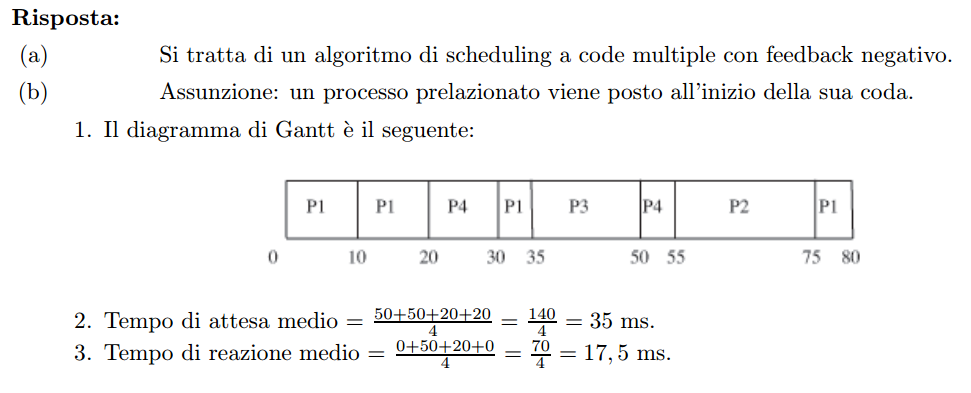 Risposta:
(a) Si tratta di un algoritmo di scheduling a code multiple con feedback negativo.
(b) Assunzione: un processo prelazionato viene posto all'inizio della sua coda.
1. Il diagramma di Gantt è il seguente:
P1 P1 P4 P1 P3 P4 P2 P1
0 10 20 30 35 50 55 75 80
2. Tempo di attesa medio = \frac{50+50+20+20}{4} = \frac{140}{4} = 35 ms.
3. Tempo di reazione medio = \frac{0+50+20+0}{4} = \frac{70}{4} = 17,5 ms.